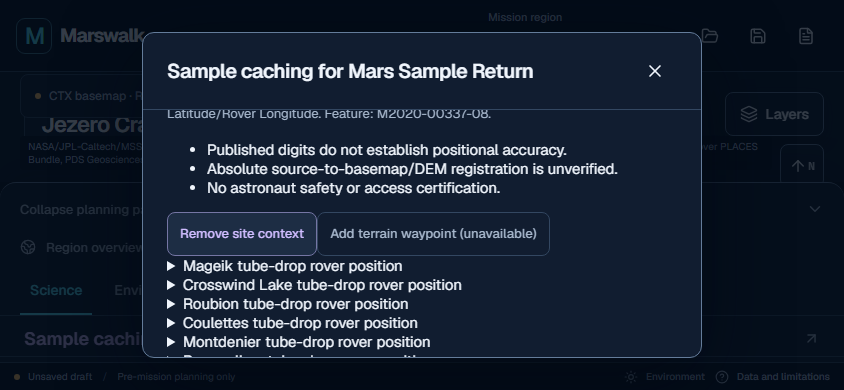 Mission region
M Marswalk
Sample caching for Mars Sample Return
CTX basemap · R
Layers
Latitude/Rover Longitude. Feature: M2020-00337-08.
Jezero Cra
NASA/JPL-Caltech/MSS
ver PLACES
Bundle, PDS Geoscience
Published digits do not establish positional accuracy.
Absolute source-to-basemap/DEM registration is unverified.
N
No astronaut safety or access certification.
Collapse planning pa
Remove site context
Add terrain waypoint (unavailable)
Region overview
Mageik tube-drop rover position
Crosswind Lake tube-drop rover position
Science
Envi
Roubion tube-drop rover position
Coulettes tube-drop rover position
Sample cachi
Montdenier tube-drop rover position
Unsaved draft / Pre-mission planning only
Environment
Data and limitations